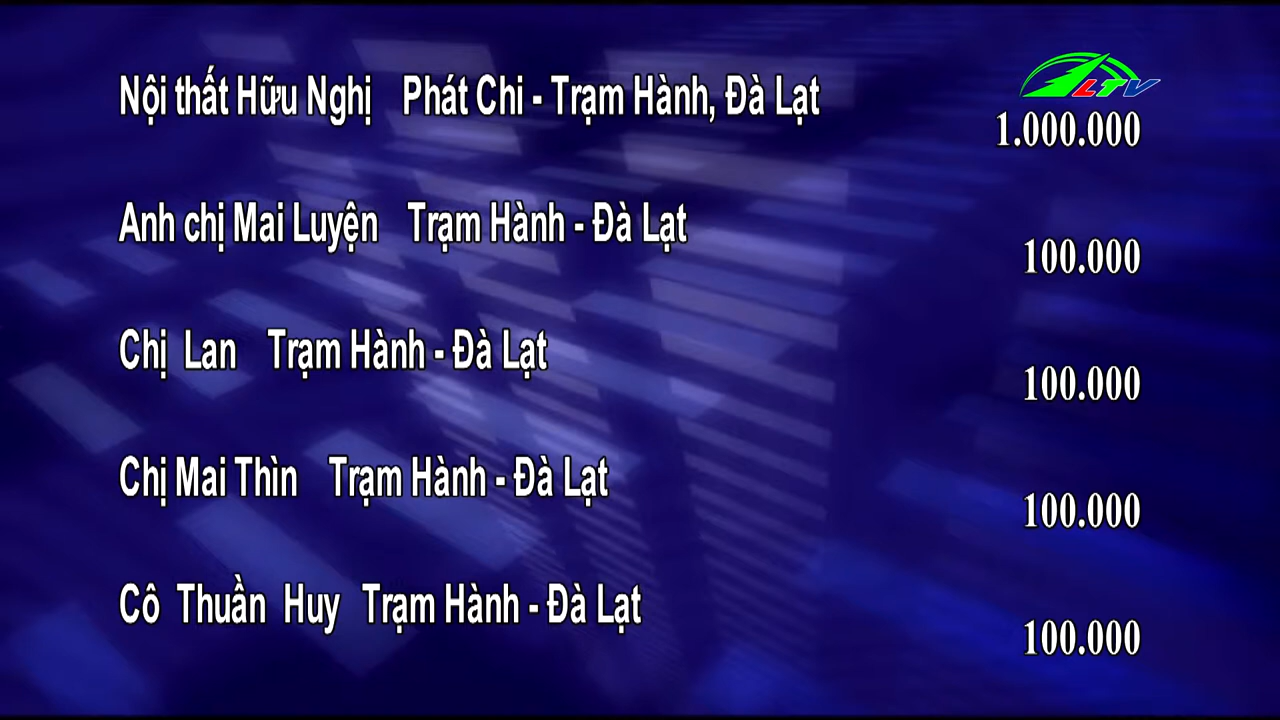 LTV
Nội thất Hữu Nghị Phát Chi - Trạm Hành, Đà Lạt
1.000.000
Anh chị Mai Luyện Trạm Hành - Đà Lạt
100.000
Chị Lan Trạm Hành - Đà Lạt
100.000
Chị Mai Thìn Trạm Hành - Đà Lạt
100.000
Cô Thuần Huy Trạm Hành - Đà Lạt
100.000